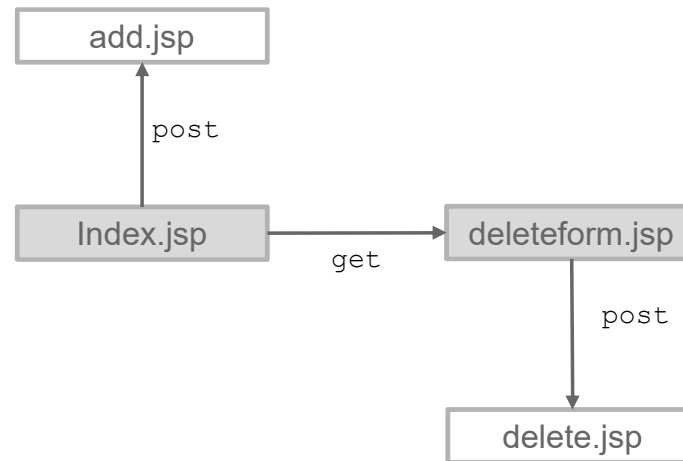 add.jsp
post
Index.jsp
deleteform.jsp
get
post
delete.jsp